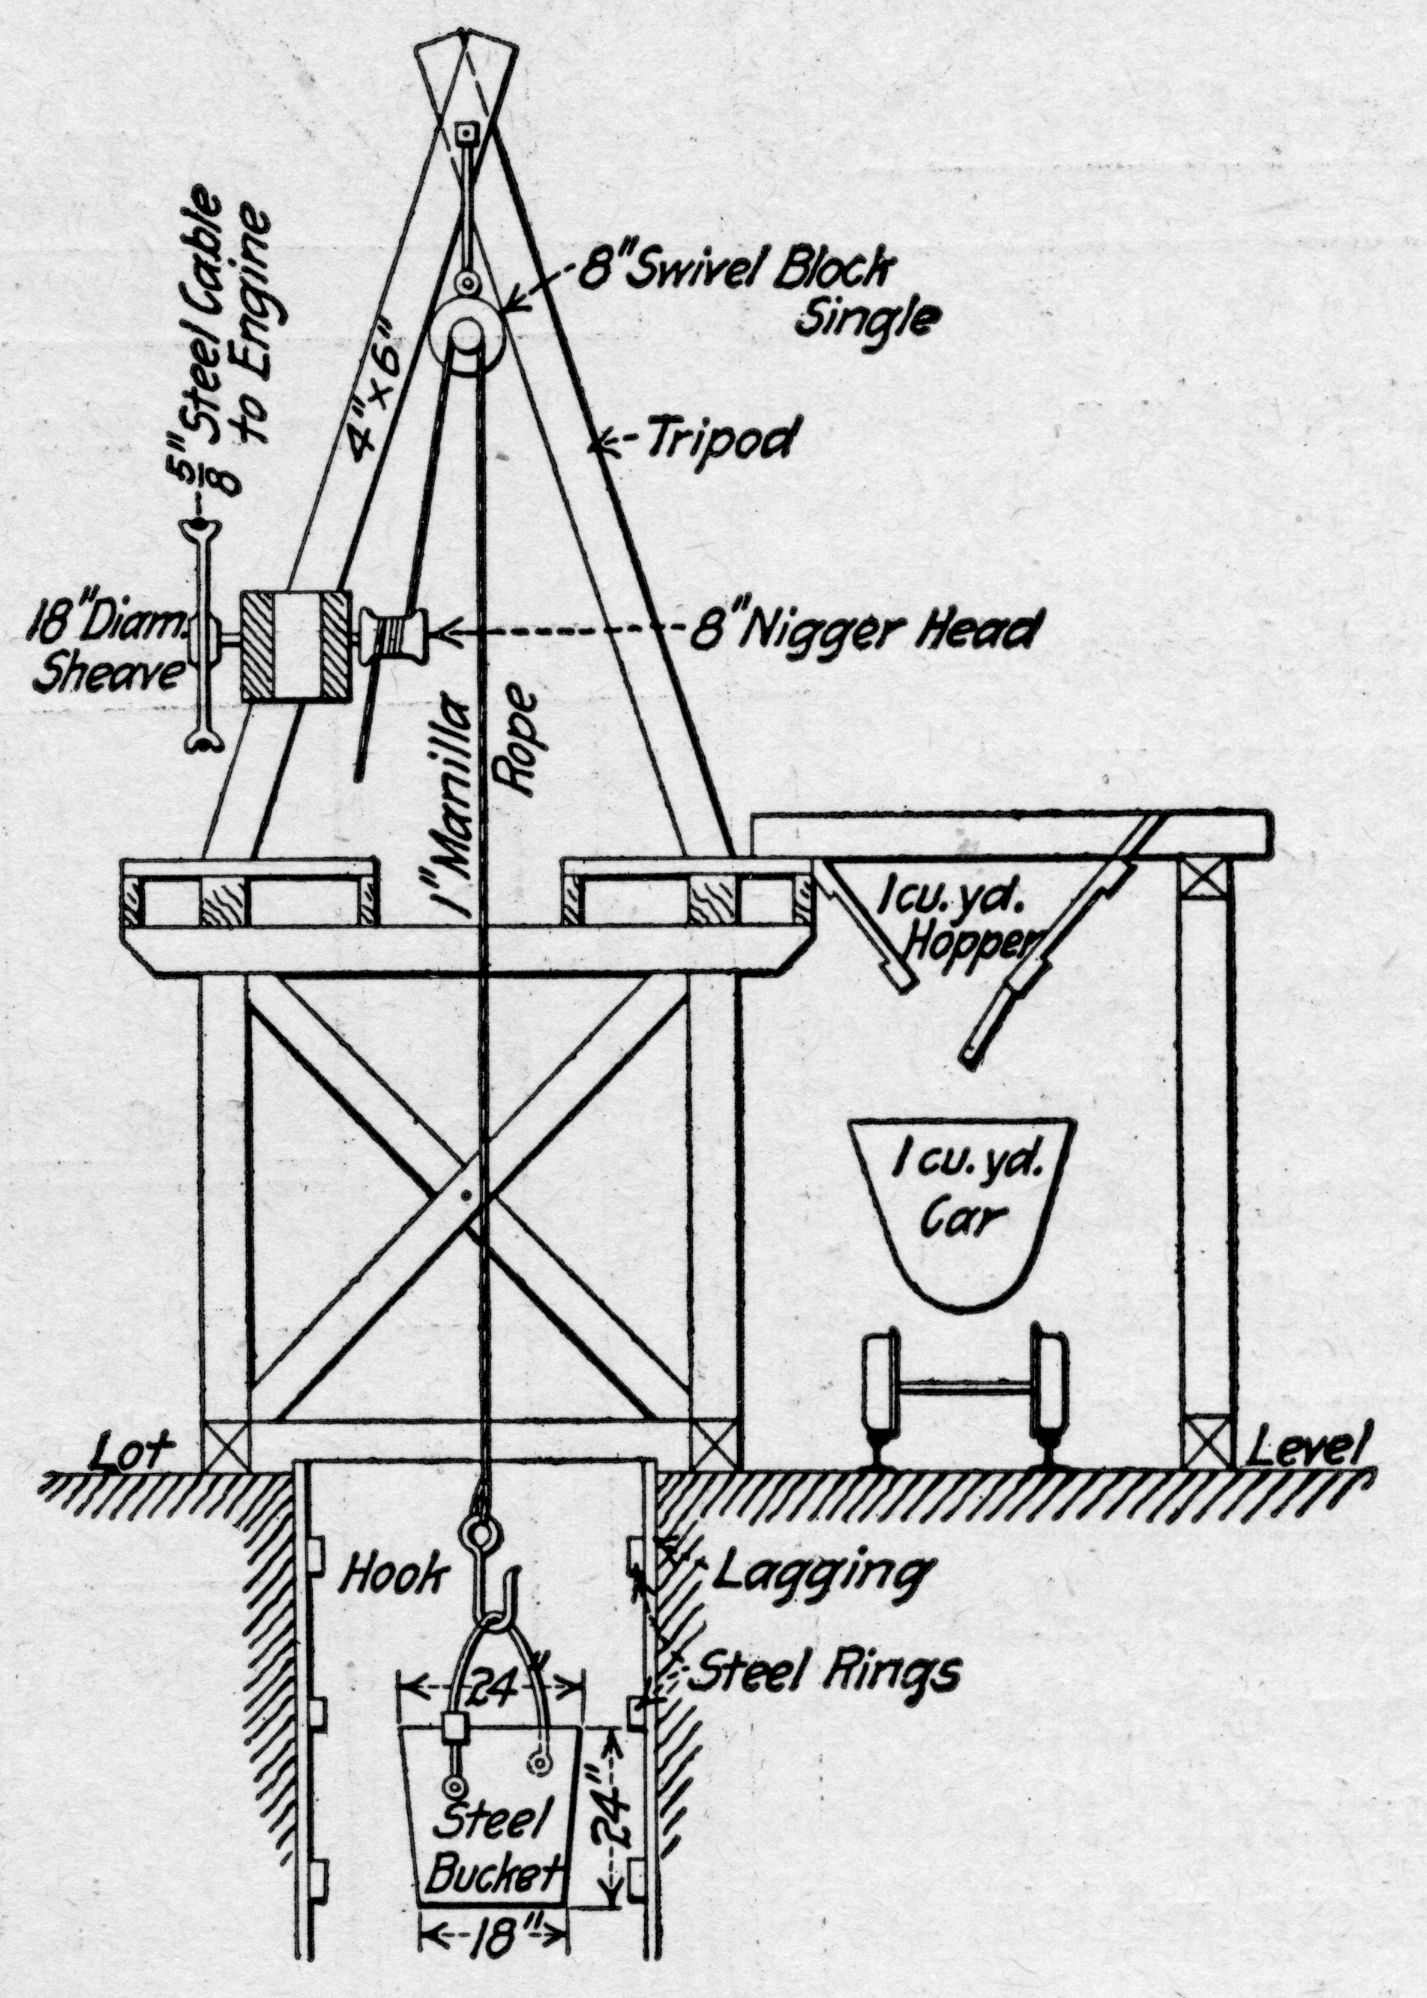 5/8" Steel Cable
to Engine
8" Swivel Block
Single
4"×6"
Tripod
18" Diam.
Sheave
8" Nigger Head
1" Manilla
Rope
1 cu. yd.
Hopper
1 cu. yd.
Car
Lot
Level
Hook
Lagging
24"
Steel Rings
24"
Steel
Bucket
18"